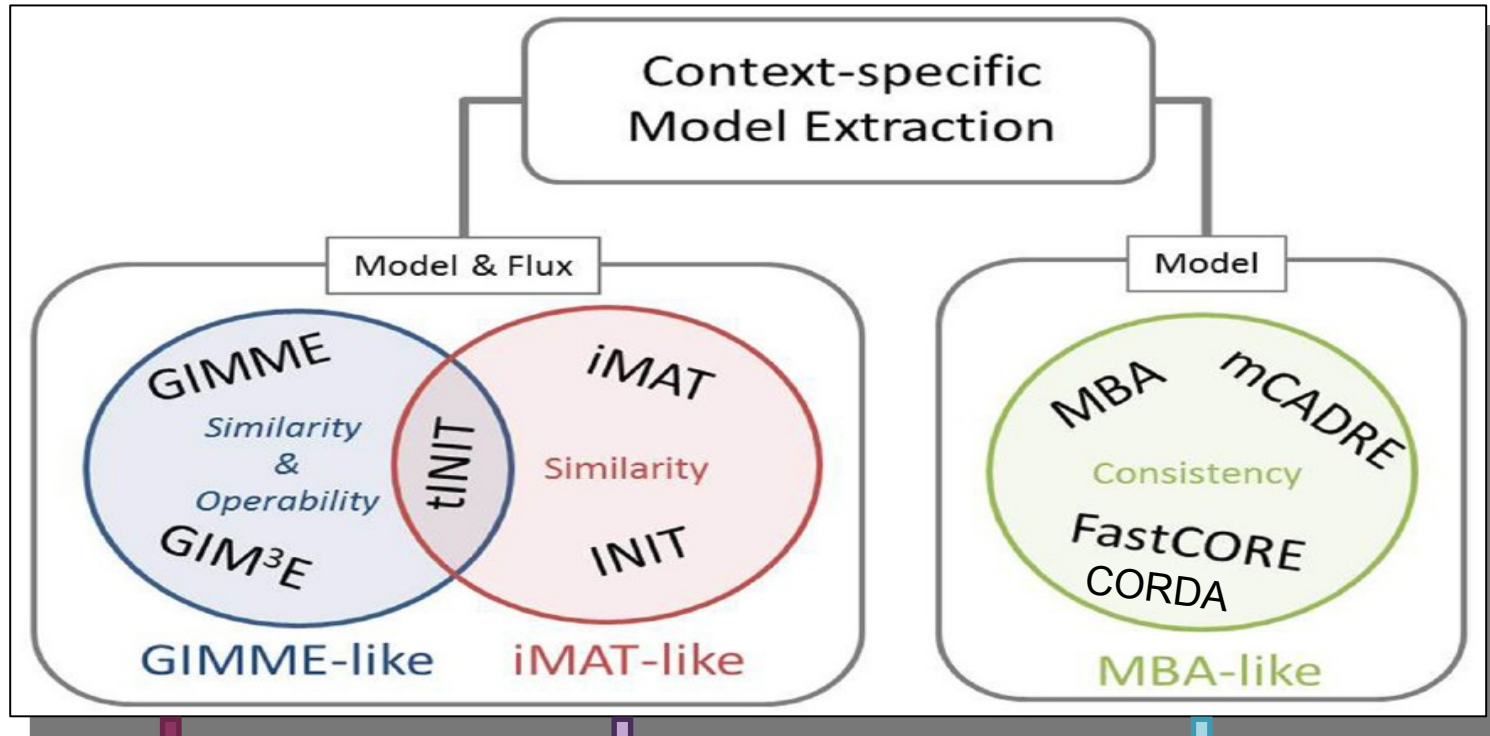 Context-specific
Model Extraction
Model & Flux
Model
GIMME
Similarity
&
Operability
GIM³E
tINIT
iMAT
Similarity
INIT
GIMME-like
iMAT-like
MBA
mCADRE
Consistency
FastCORE
CORDA
MBA-like